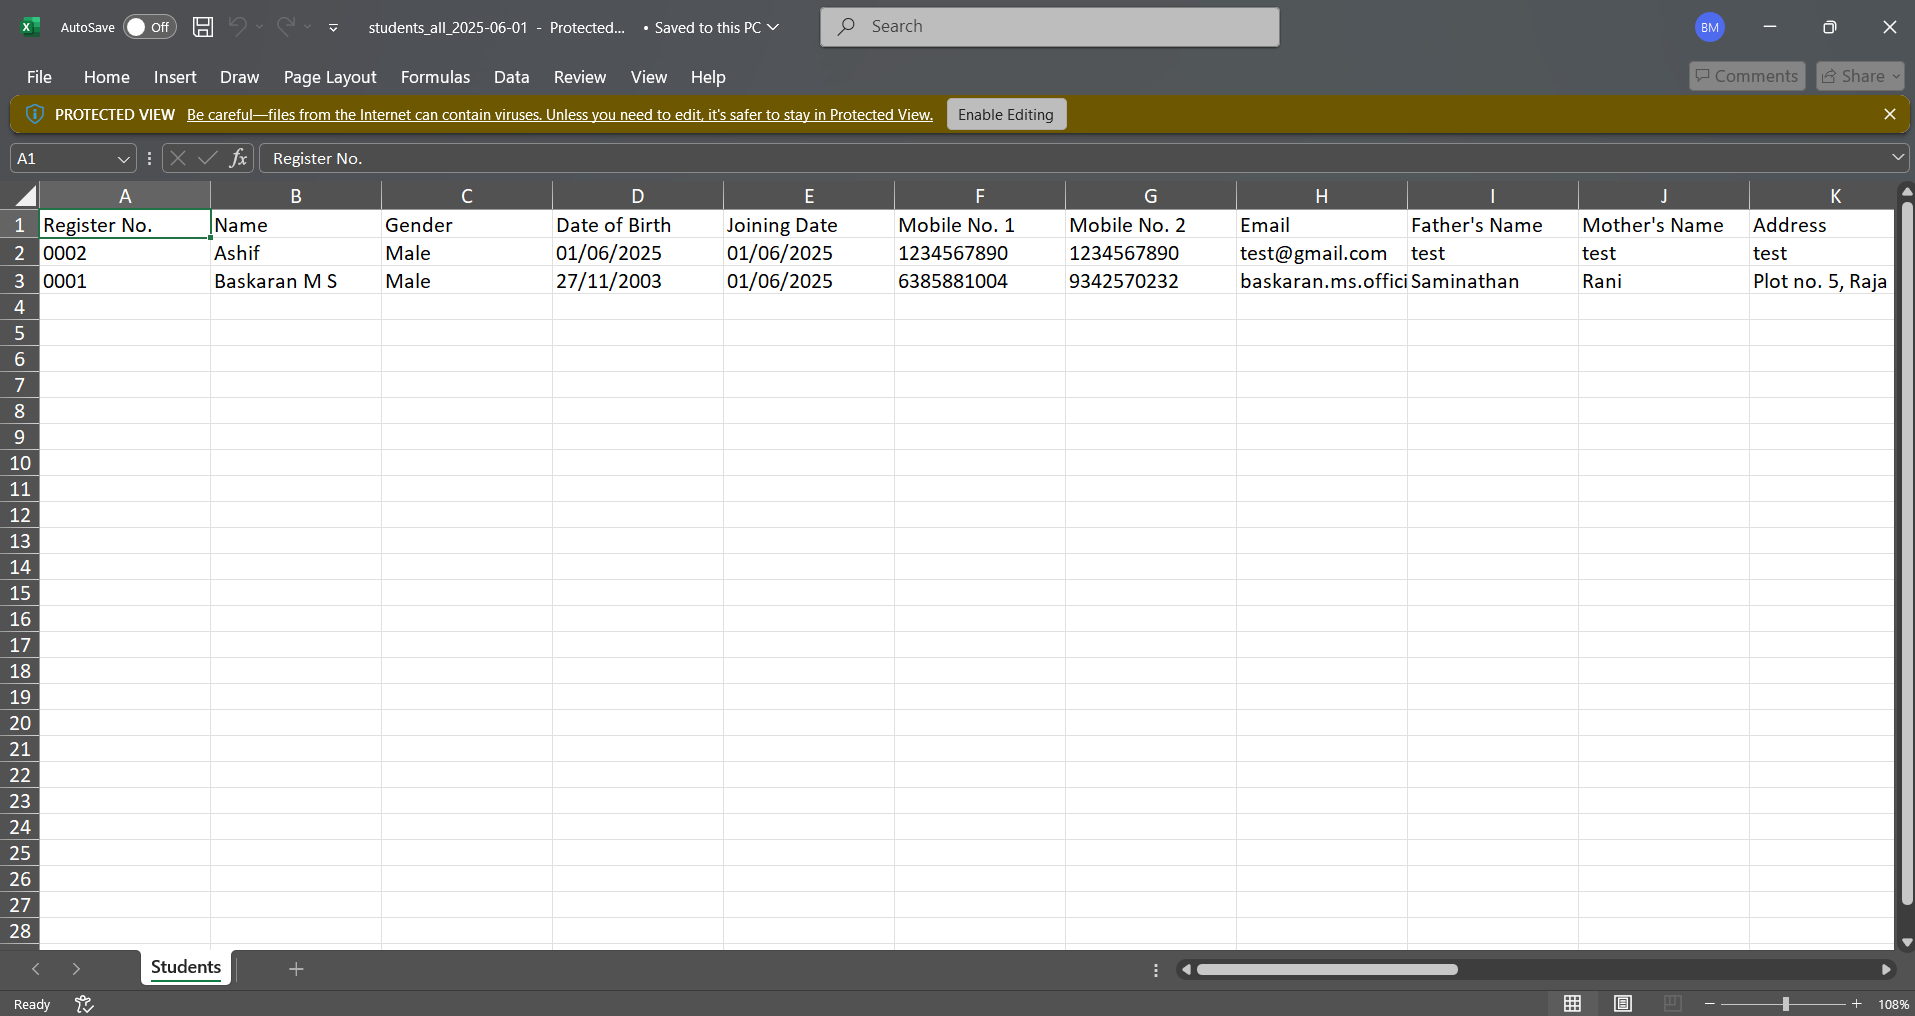 AutoSave Off students_all_2025-06-01 - Protected... • Saved to this PC Search BM
File Home Insert Draw Page Layout Formulas Data Review View Help Comments Share
PROTECTED VIEW Be careful—files from the Internet can contain viruses. Unless you need to edit, it's safer to stay in Protected View. Enable Editing
A1 fx Register No.
A B C D E F G H I J K
1 Register No. Name Gender Date of Birth Joining Date Mobile No. 1 Mobile No. 2 Email Father's Name Mother's Name Address
2 0002 Ashif Male 01/06/2025 01/06/2025 1234567890 1234567890 test@gmail.com test test test
3 0001 Baskaran M S Male 27/11/2003 01/06/2025 6385881004 9342570232 baskaran.ms.offici Saminathan Rani Plot no. 5, Raja
4
5
6
7
8
9
10
11
12
13
14
15
16
17
18
19
20
21
22
23
24
25
26
27
28
Students
Ready 108%